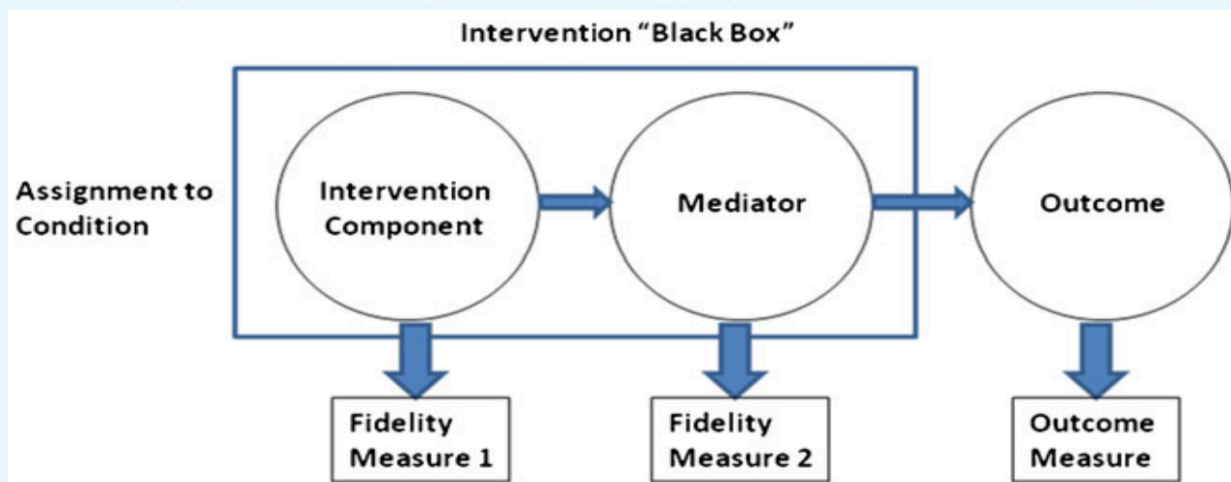 Intervention “Black Box”
Assignment to
Condition
Intervention
Component
Mediator
Outcome
Fidelity
Measure 1
Fidelity
Measure 2
Outcome
Measure